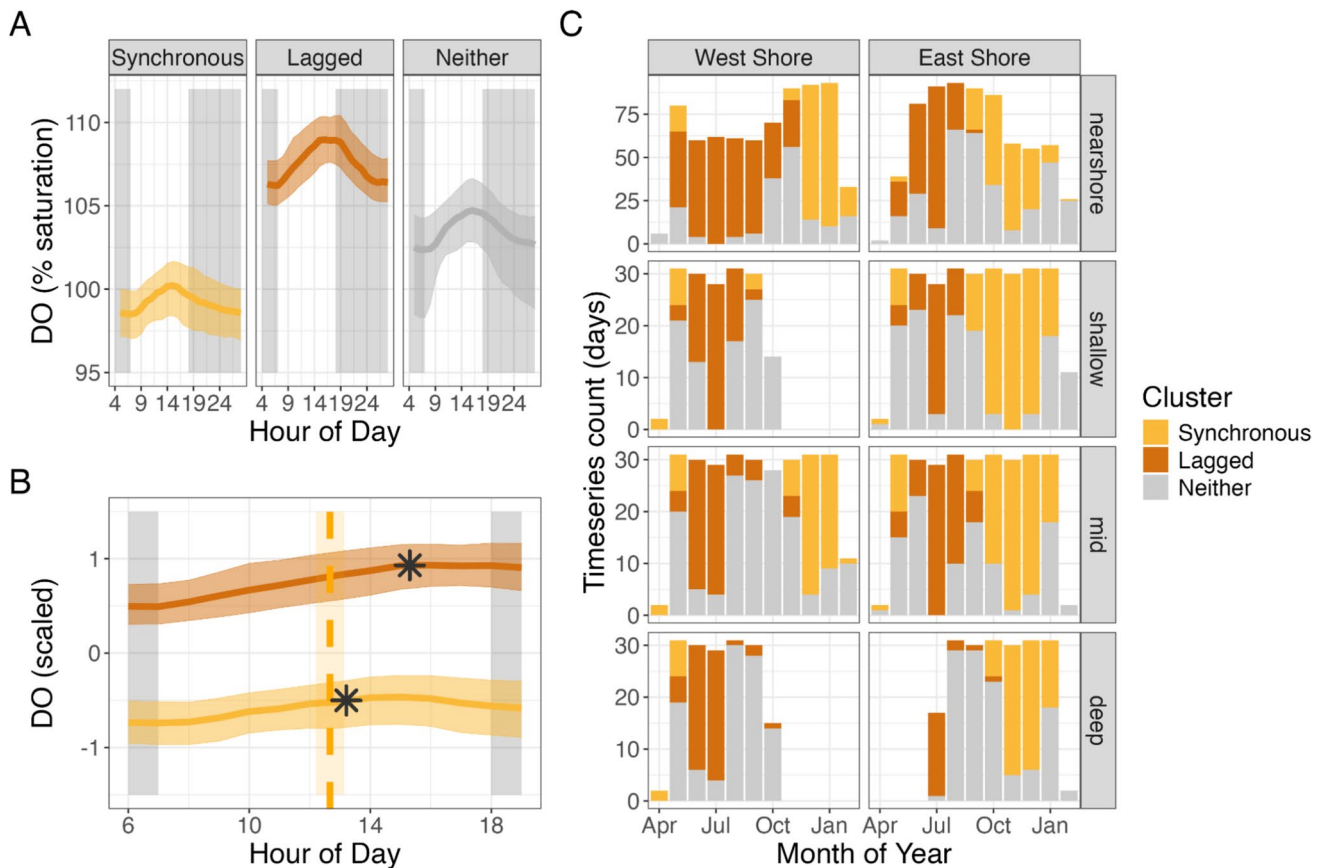 A
Synchronous Lagged Neither
DO (% saturation)
110
105
100
95
4 9 14 19 24 4 9 14 19 24 4 9 14 19 24
Hour of Day
B
DO (scaled)
1
0
-1
6 10 14 18
Hour of Day
C
West Shore East Shore
Timeseries count (days)
75
50
25
0
nearshore
30
20
10
0
shallow
30
20
10
0
mid
30
20
10
0
deep
Apr Jul Oct Jan Apr Jul Oct Jan
Month of Year
Cluster
Synchronous
Lagged
Neither